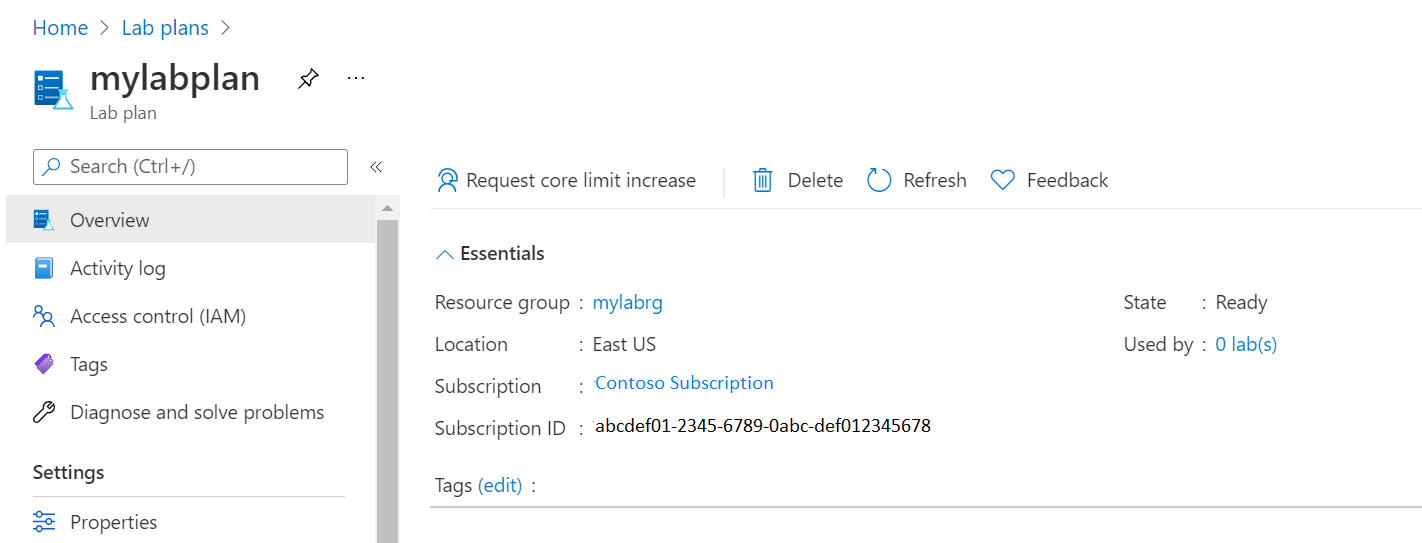 Home > Lab plans >
mylabplan ...
Lab plan
Search (Ctrl+/) «
Overview
Activity log
Access control (IAM)
Tags
Diagnose and solve problems
Settings
Properties
Request core limit increase Delete Refresh Feedback
Essentials
Resource group : mylabrg
Location : East US
Subscription : Contoso Subscription
Subscription ID : abcdef01-2345-6789-0abc-def012345678
Tags (edit) :
State : Ready
Used by : 0 lab(s)